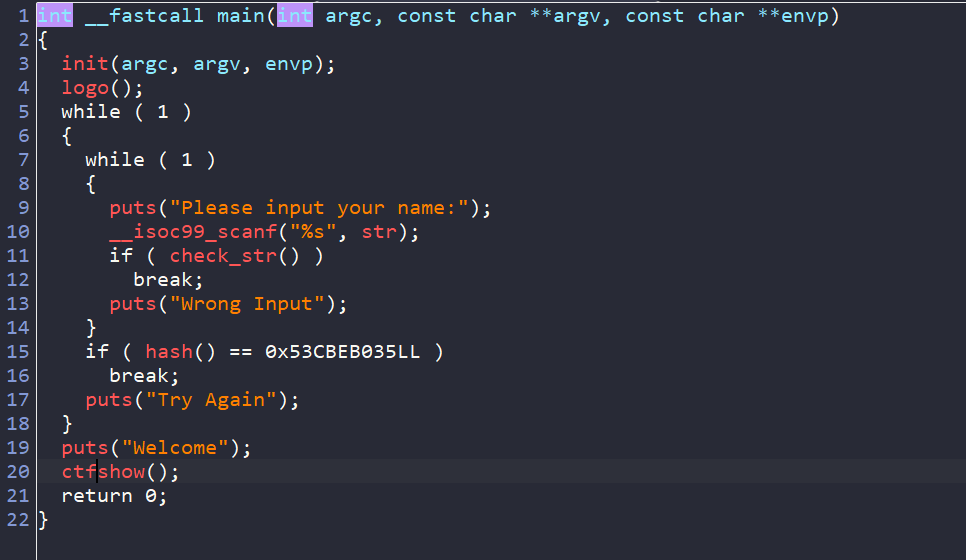 1 int __fastcall main(int argc, const char **argv, const char **envp)
2 {
3   init(argc, argv, envp);
4   logo();
5   while ( 1 )
6   {
7     while ( 1 )
8     {
9       puts("Please input your name:");
10       __isoc99_scanf("%s", str);
11       if ( check_str() )
12         break;
13       puts("Wrong Input");
14     }
15     if ( hash() == 0x53CBEB035LL )
16       break;
17     puts("Try Again");
18   }
19   puts("Welcome");
20   ctfshow();
21   return 0;
22 }